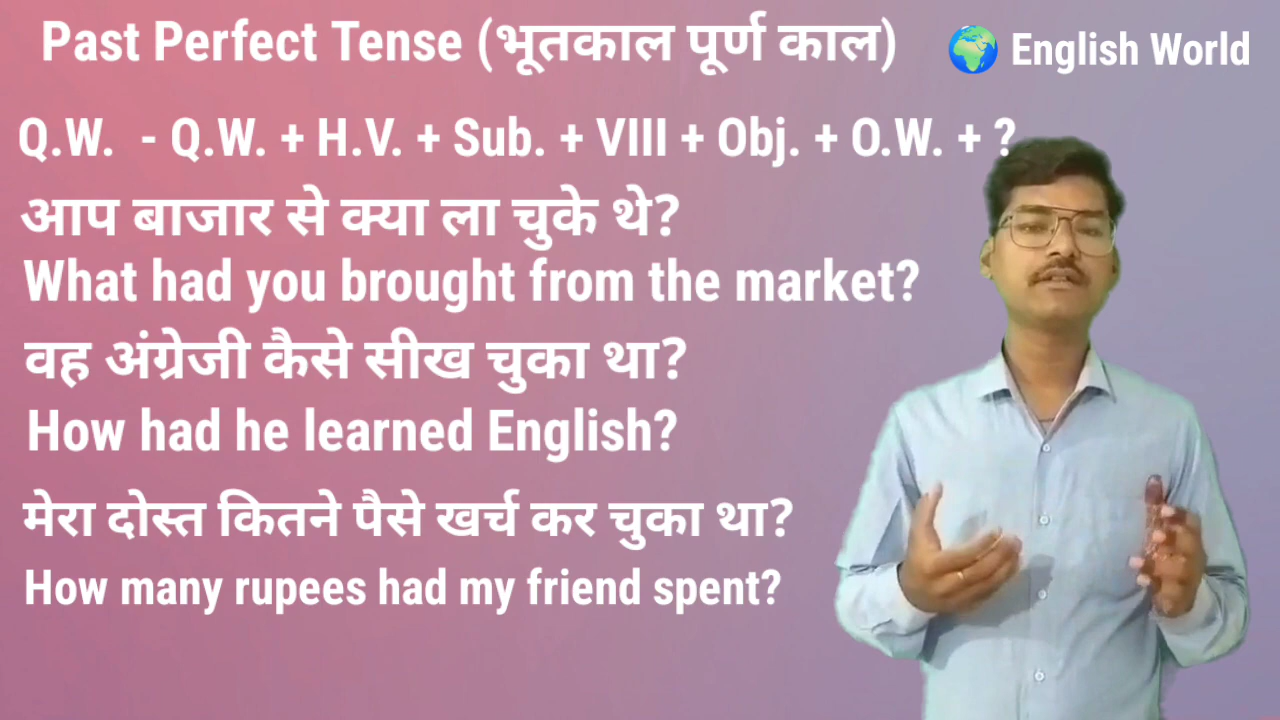 Past Perfect Tense (भूतकाल पूर्ण काल)
English World
Q.W. - Q.W. + H.V. + Sub. + VIII + Obj. + O.W. + ?
आप बाजार से क्या ला चुके थे?
What had you brought from the market?
वह अंग्रेजी कैसे सीख चुका था?
How had he learned English?
मेरा दोस्त कितने पैसे खर्च कर चुका था?
How many rupees had my friend spent?